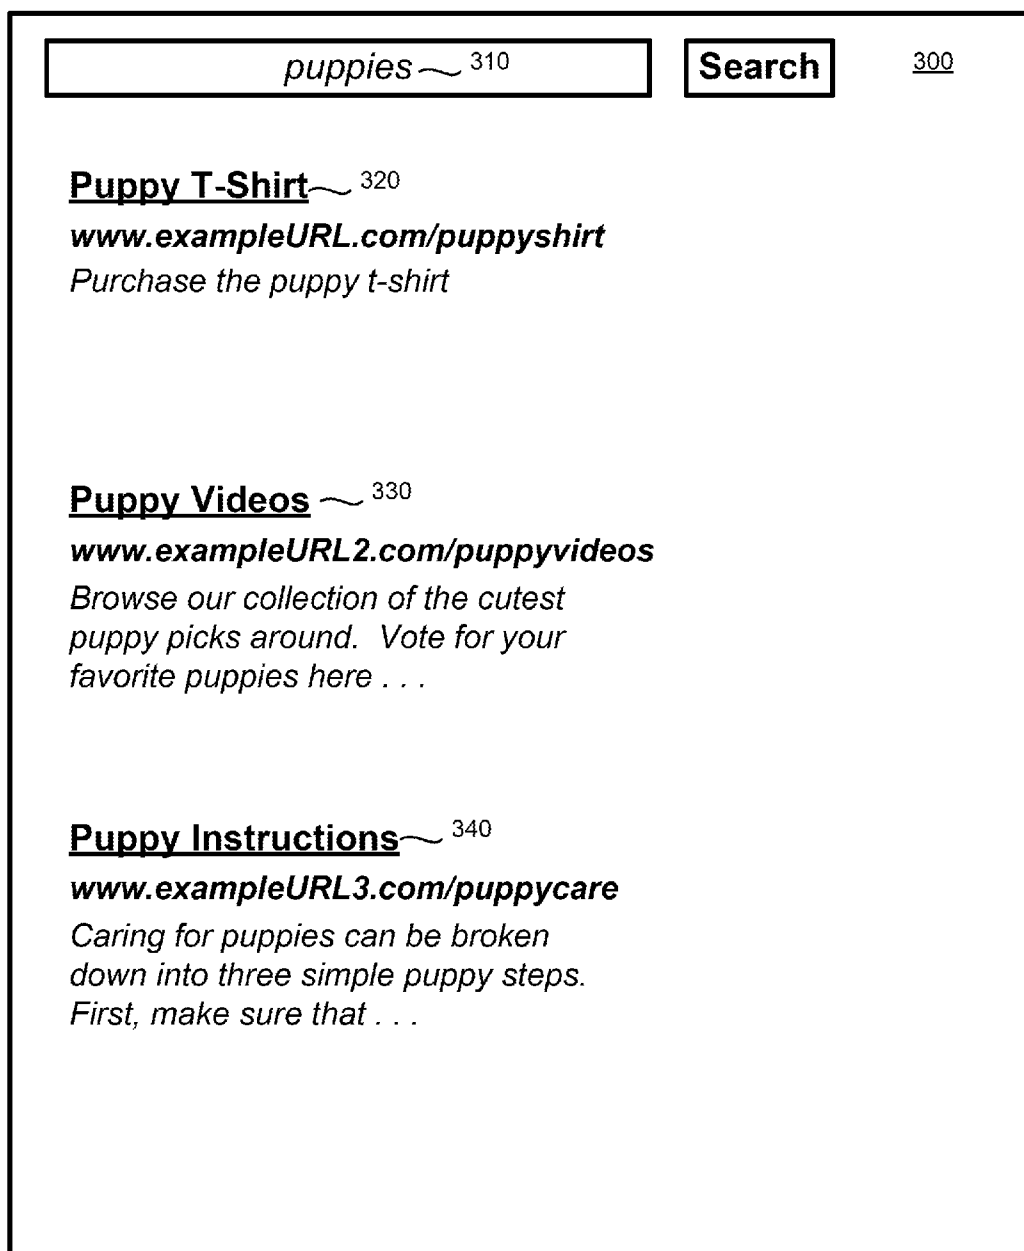 puppies 310 Search 300
Puppy T-Shirt 320
www.exampleURL.com/puppyshirt
Purchase the puppy t-shirt
Puppy Videos 330
www.exampleURL2.com/puppyvideos
Browse our collection of the cutest
puppy picks around. Vote for your
favorite puppies here . . .
Puppy Instructions 340
www.exampleURL3.com/puppycare
Caring for puppies can be broken
down into three simple puppy steps.
First, make sure that . . .